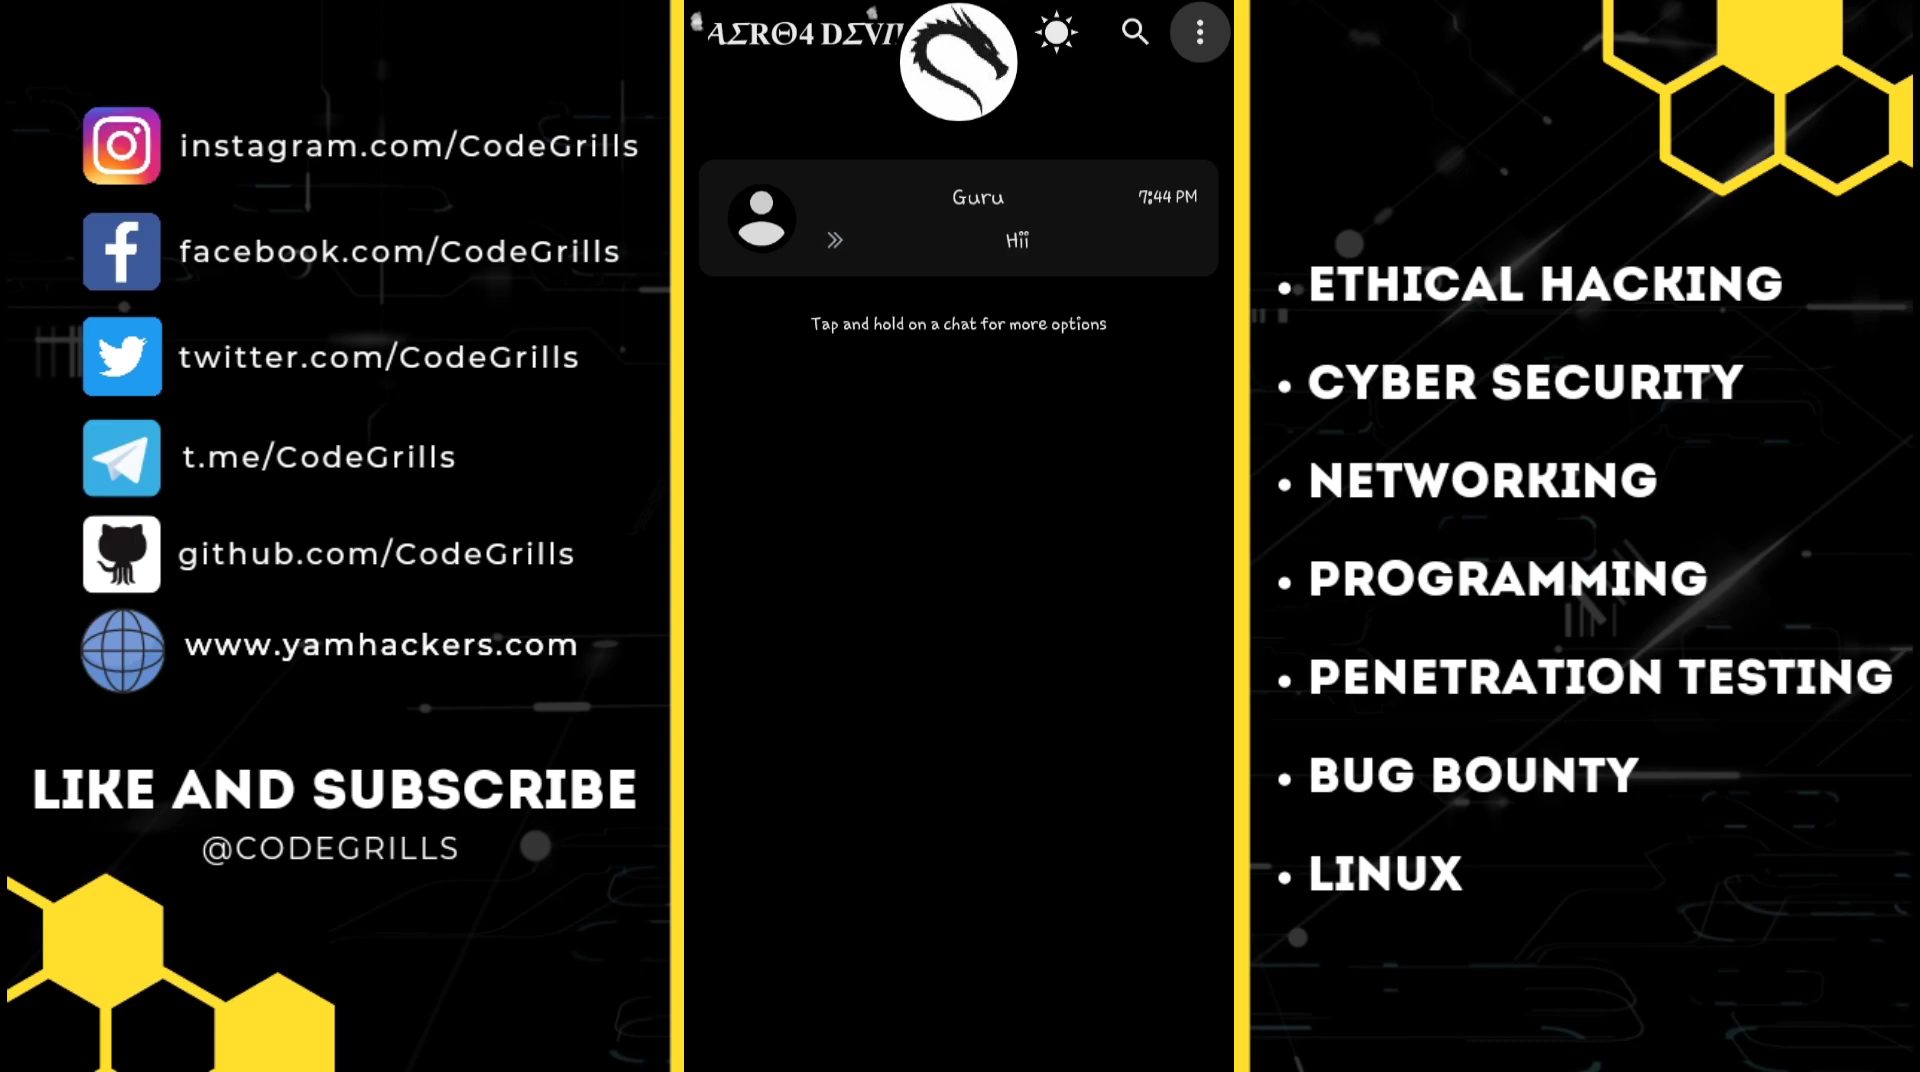 instagram.com/CodeGrills
facebook.com/CodeGrills
twitter.com/CodeGrills
t.me/CodeGrills
github.com/CodeGrills
www.yamhackers.com
LIKE AND SUBSCRIBE
@CODEGRILLS
Guru
7:44 PM
Hii
Tap and hold on a chat for more options
• ETHICAL HACKING
• CYBER SECURITY
• NETWORKING
• PROGRAMMING
• PENETRATION TESTING
• BUG BOUNTY
• LINUX